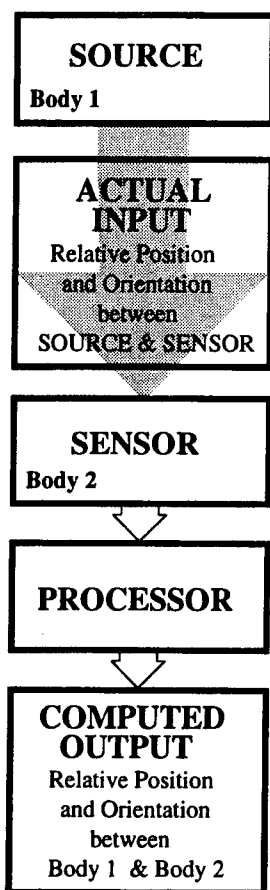 SOURCE
Body 1
ACTUAL
INPUT
Relative Position
and Orientation
between
SOURCE & SENSOR
SENSOR
Body 2
PROCESSOR
COMPUTED
OUTPUT
Relative Position
and Orientation
between
Body 1 & Body 2